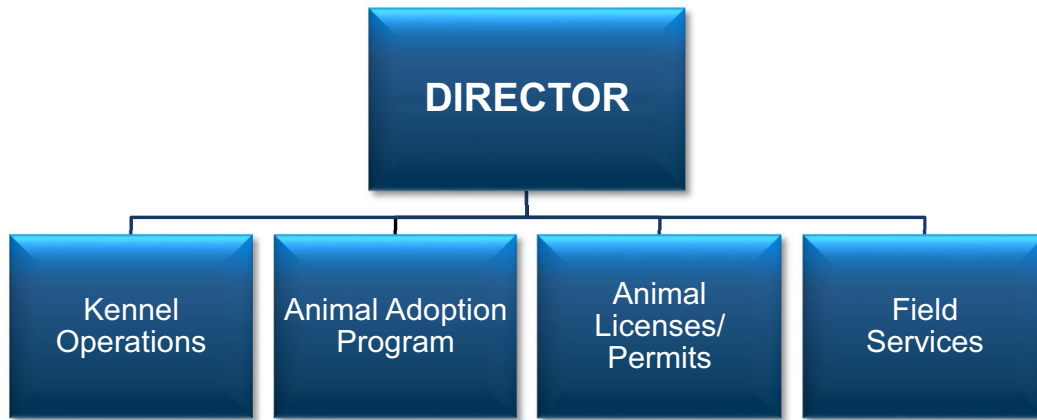 DIRECTOR
Kennel
Operations
Animal Adoption
Program
Animal
Licenses/
Permits
Field
Services